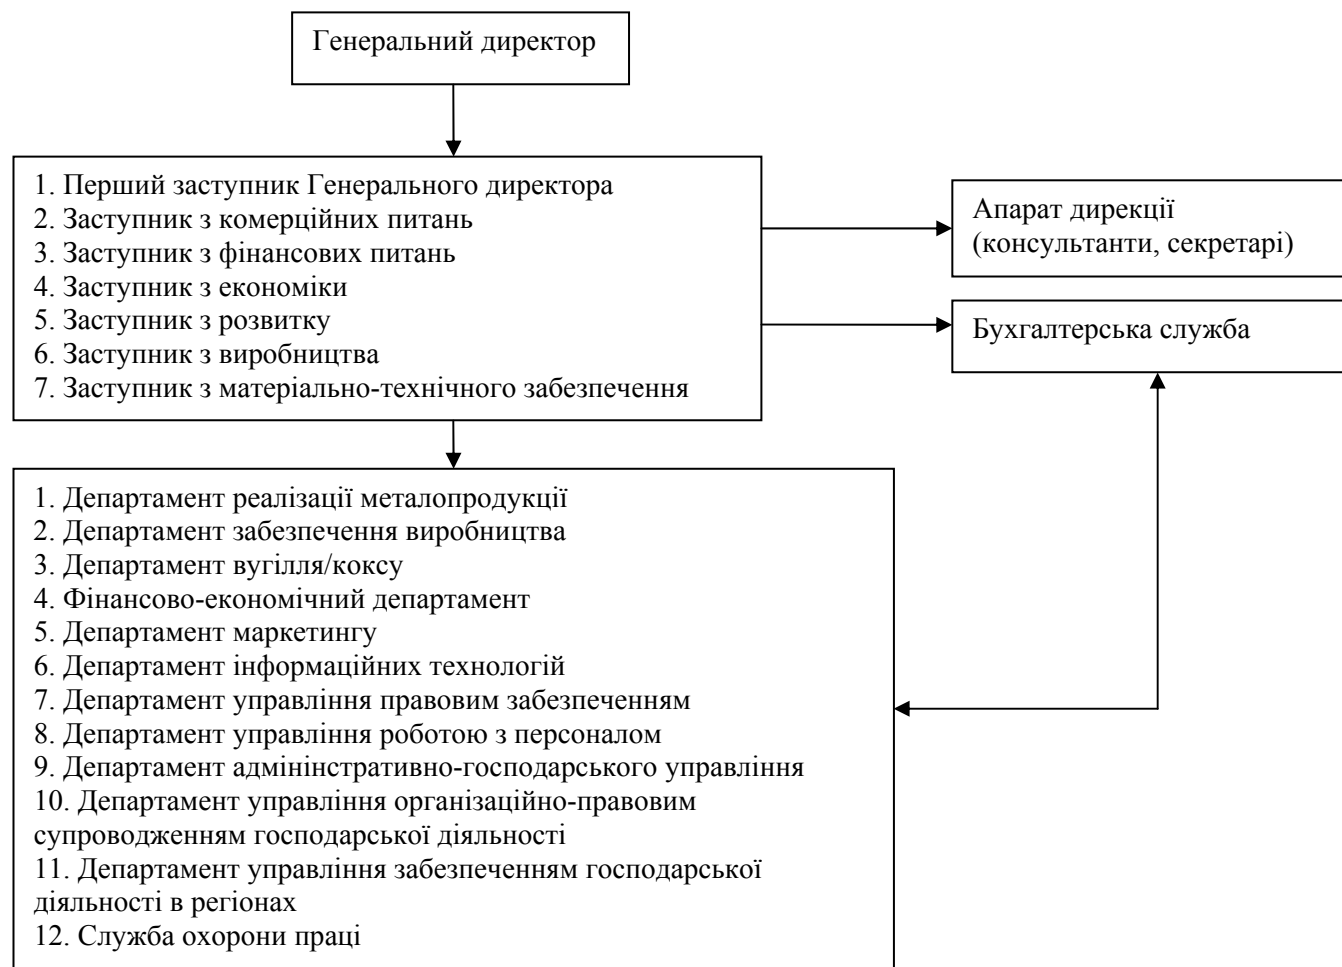 Генеральний директор
1. Перший заступник Генерального директора
2. Заступник з комерційних питань
3. Заступник з фінансових питань
4. Заступник з економіки
5. Заступник з розвитку
6. Заступник з виробництва
7. Заступник з матеріально-технічного забезпечення
Апарат дирекції
(консультанти, секретарі)
Бухгалтерська служба
1. Департамент реалізації металопродукції
2. Департамент забезпечення виробництва
3. Департамент вугілля/коксу
4. Фінансово-економічний департамент
5. Департамент маркетингу
6. Департамент інформаційних технологій
7. Департамент управління правовим забезпеченням
8. Департамент управління роботою з персоналом
9. Департамент адмінінстративно-господарського управління
10. Департамент управління організаційно-правовим
супроводженням господарської діяльності
11. Департамент управління забезпеченням господарської
діяльності в регіонах
12. Служба охорони праці